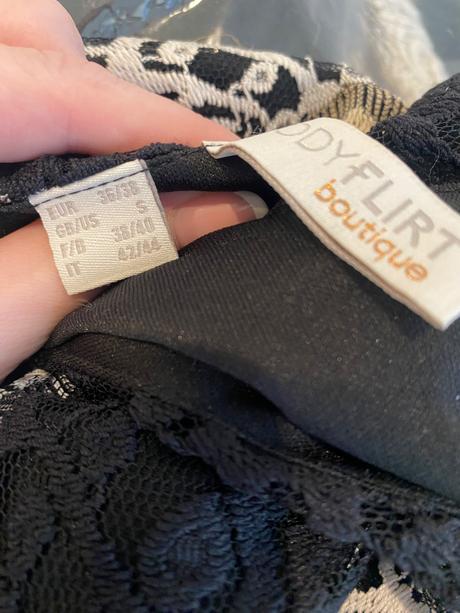 EUR 36/38
GB/US S
F/B 38/40
IT 42/44
ODYFLIRT
boutique